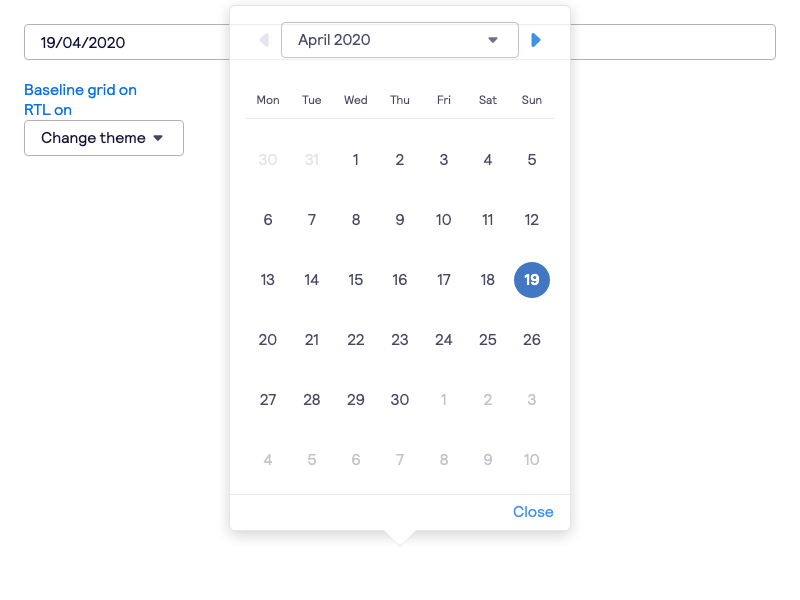 19/04/2020
April 2020
Baseline grid on
RTL on
Change theme
Mon Tue Wed Thu Fri Sat Sun
30 31 1 2 3 4 5
6 7 8 9 10 11 12
13 14 15 16 17 18 19
20 21 22 23 24 25 26
27 28 29 30 1 2 3
4 5 6 7 8 9 10
Close